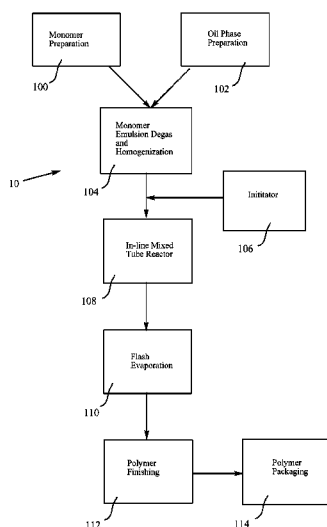 Monomer
Preparation
100
Oil Phase
Preparation
102
Monomer
Emulsion Degas
and
Homogenization
104
10
Inititator
106
In-line Mixed
Tube Reactor
108
Flash
Evaporation
110
Polymer
Finishing
112
Polymer
Packaging
114